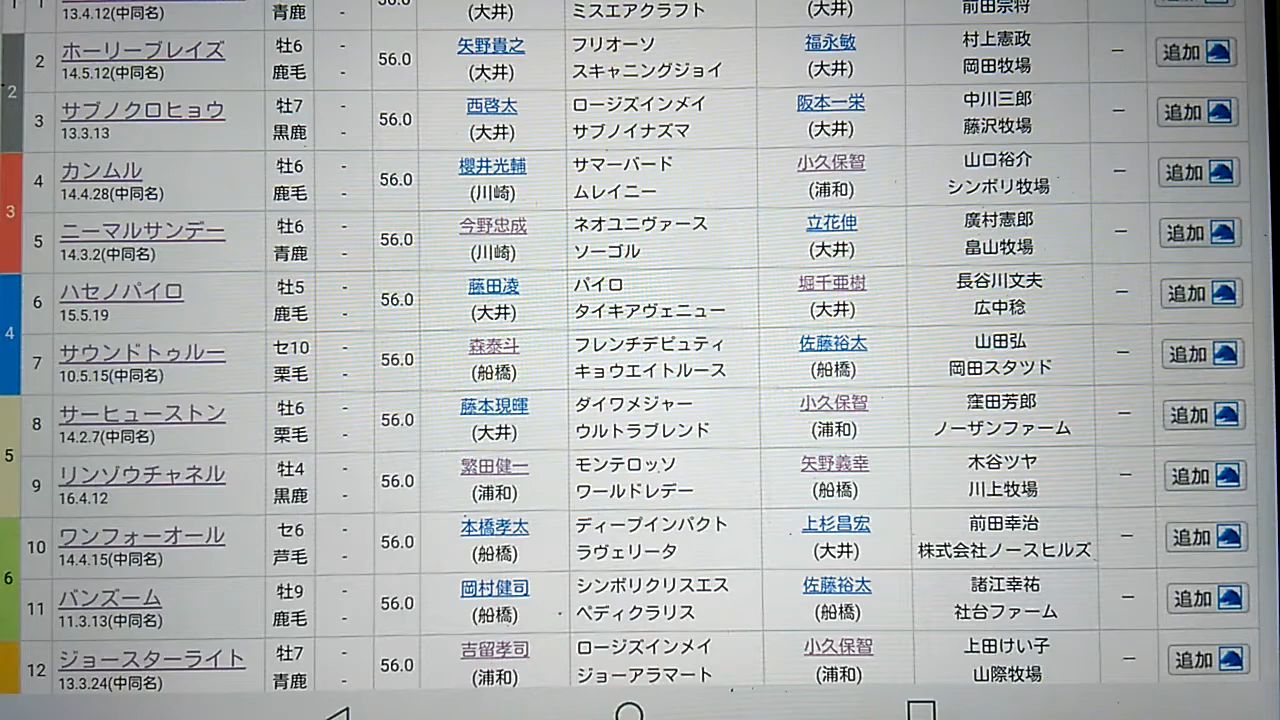 1 1 56.0 追加
13.4.12(中同名) 青鹿 - (大井) ミスエアクラフト (大井) 前田宗将
2
2 ホーリーブレイズ 牡6 - 56.0 矢野貴之 フリオーソ 福永敏 村上憲政 － 追加
14.5.12(中同名) 鹿毛 - (大井) スキャニングジョイ (大井) 岡田牧場
3 サブノクロヒョウ 牡7 - 56.0 西啓太 ロージズインメイ 阪本一栄 中川三郎 － 追加
13.3.13 黒鹿 - (大井) サブノイナズマ (大井) 藤沢牧場
3
4 カンムル 牡6 - 56.0 櫻井光輔 サマーバード 小久保智 山口裕介 － 追加
14.4.28(中同名) 鹿毛 - (川崎) ムレイニー (浦和) シンボリ牧場
5 ニーマルサンデー 牡6 - 56.0 今野忠成 ネオユニヴァース 立花伸 廣村憲郎 － 追加
14.3.2(中同名) 青鹿 - (川崎) ソーゴル (大井) 畠山牧場
4
6 ハセノパイロ 牡5 - 56.0 藤田凌 パイロ 堀千亜樹 長谷川文夫 － 追加
15.5.19 鹿毛 - (大井) タイキアヴェニュー (大井) 広中稔
7 サウンドトゥルー セ10 - 56.0 森泰斗 フレンチデピュティ 佐藤裕太 山田弘 － 追加
10.5.15(中同名) 栗毛 - (船橋) キョウエイトルース (船橋) 岡田スタツド
5
8 サーヒューストン 牡6 - 56.0 藤本現暉 ダイワメジャー 小久保智 窪田芳郎 － 追加
14.2.7(中同名) 栗毛 - (大井) ウルトラブレンド (浦和) ノーザンファーム
9 リンゾウチャネル 牡4 - 56.0 繁田健一 モンテロッソ 矢野義幸 木谷ツヤ － 追加
16.4.12 黒鹿 - (浦和) ワールドレデー (船橋) 川上牧場
6
10 ワンフォーオール セ6 - 56.0 本橋孝太 ディープインパクト 上杉昌宏 前田幸治 － 追加
14.4.15(中同名) 芦毛 - (船橋) ラヴェリータ (大井) 株式会社ノースヒルズ
11 バンズーム 牡9 - 56.0 岡村健司 シンボリクリスエス 佐藤裕太 諸江幸祐 － 追加
11.3.13(中同名) 鹿毛 - (船橋) ペディクラリス (船橋) 社台ファーム
12 ジョースターライト 牡7 - 56.0 吉留孝司 ロージズインメイ 小久保智 上田けい子 － 追加
13.3.24(中同名) 青鹿 - (浦和) ジョーアラマート (浦和) 山際牧場